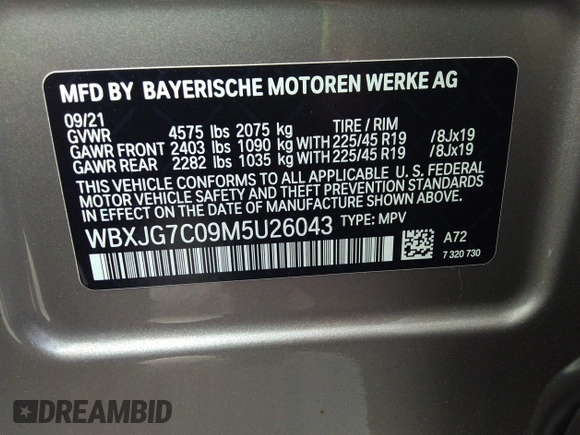 MFD BY BAYERISCHE MOTOREN WERKE AG
09/21
GVWR 4575 lbs 2075 kg TIRE / RIM
GAWR FRONT 2403 lbs 1090 kg WITH 225/45 R19 /8Jx19
GAWR REAR 2282 lbs 1035 kg WITH 225/45 R19 /8Jx19
THIS VEHICLE CONFORMS TO ALL APPLICABLE U. S. FEDERAL
MOTOR VEHICLE SAFETY AND THEFT PREVENTION STANDARDS
IN EFFECT ON THE DATE OF MANUFACTURE SHOWN ABOVE.
WBXJG7C09M5U26043 TYPE: MPV
A72
7 320 730
DREAMBID